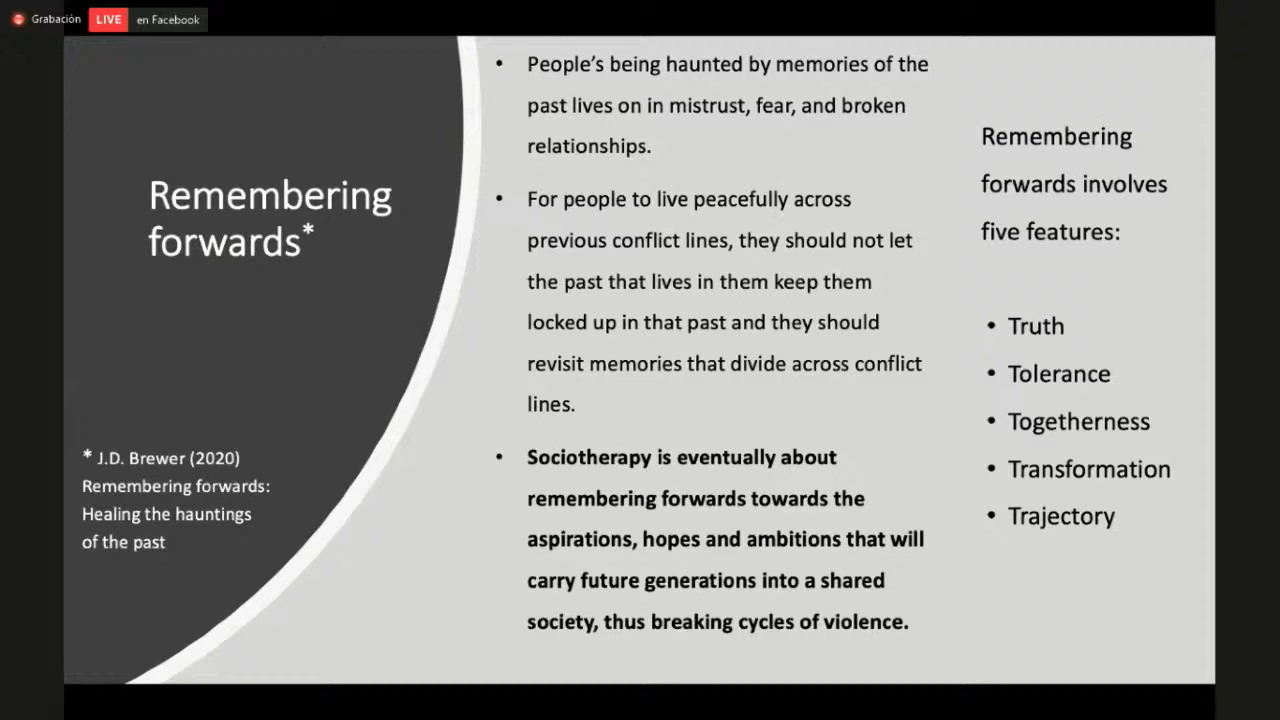 Grabación
LIVE
en Facebook
Remembering
forwards*
* J.D. Brewer (2020)
Remembering forwards:
Healing the hauntings
of the past
• People's being haunted by memories of the
past lives on in mistrust, fear, and broken
relationships.
• For people to live peacefully across
previous conflict lines, they should not let
the past that lives in them keep them
locked up in that past and they should
revisit memories that divide across conflict
lines.
• Sociotherapy is eventually about
remembering forwards towards the
aspirations, hopes and ambitions that will
carry future generations into a shared
society, thus breaking cycles of violence.
Remembering
forwards involves
five features:
• Truth
• Tolerance
• Togetherness
• Transformation
• Trajectory